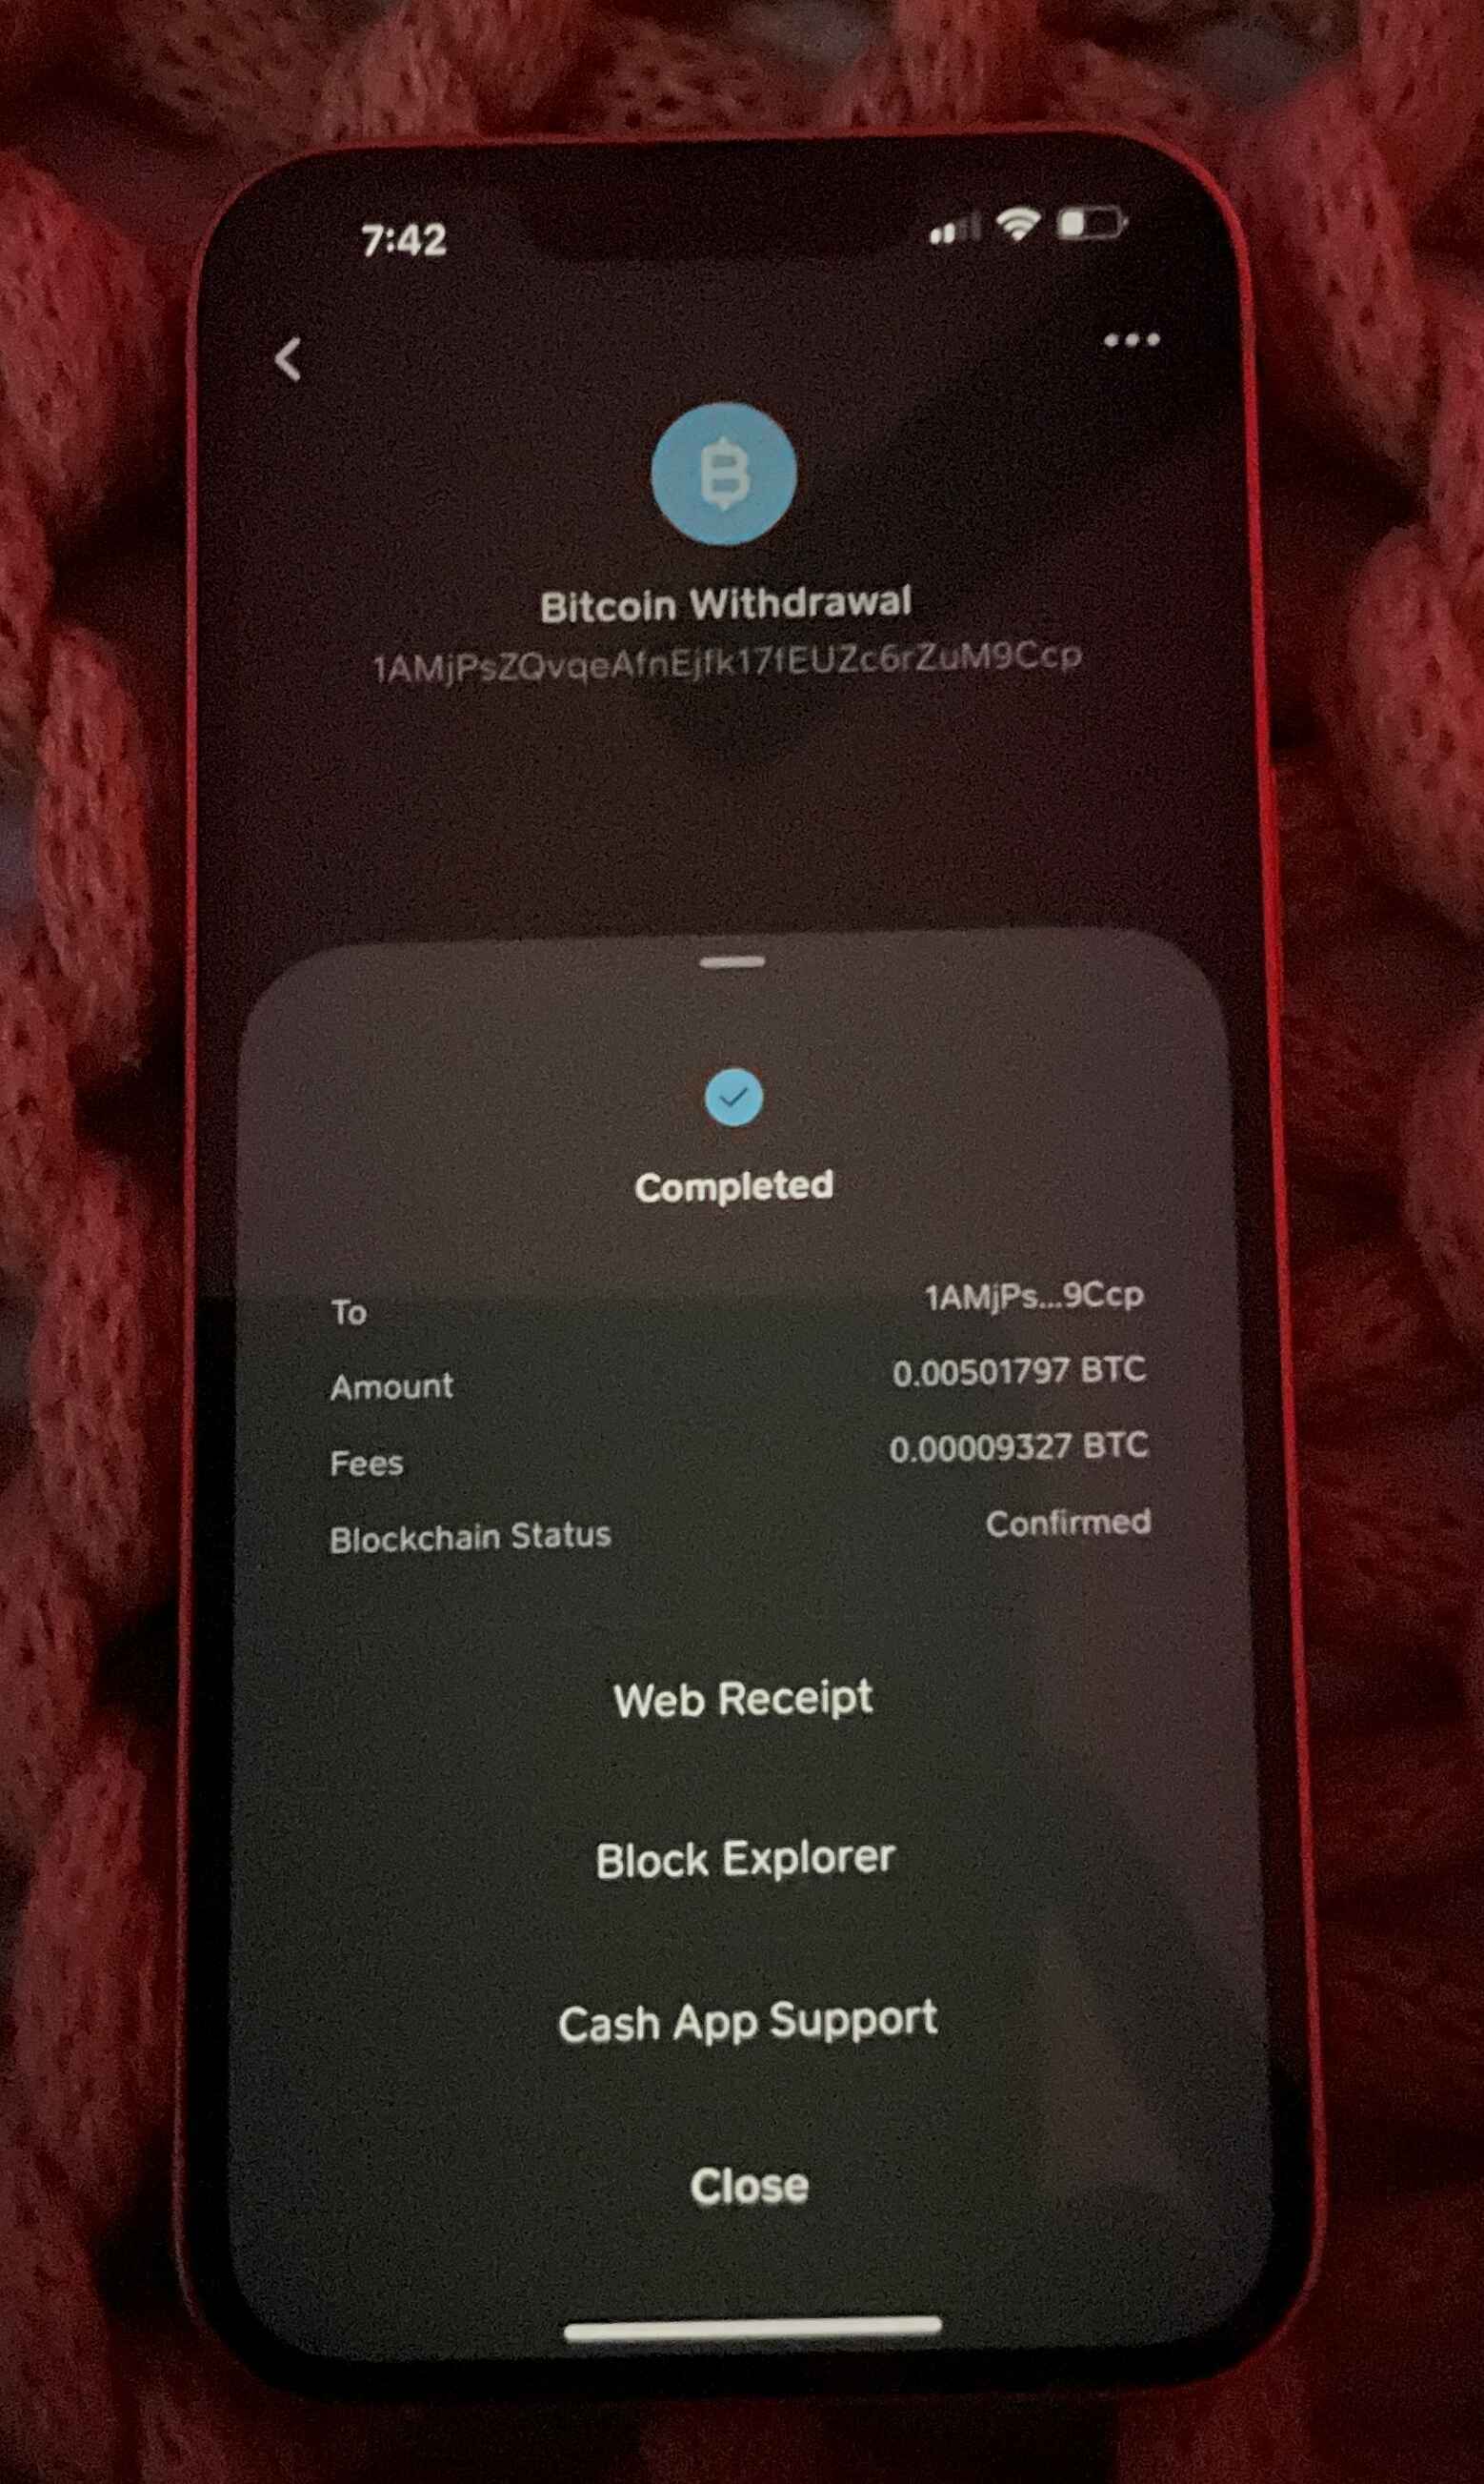 7:42
Bitcoin Withdrawal
1AMjPsZQvqeAfnEjfk17fEUZc6rZuM9Ccp
Completed
To 1AMjPs...9Ccp
Amount 0.00501797 BTC
Fees 0.00009327 BTC
Blockchain Status Confirmed
Web Receipt
Block Explorer
Cash App Support
Close